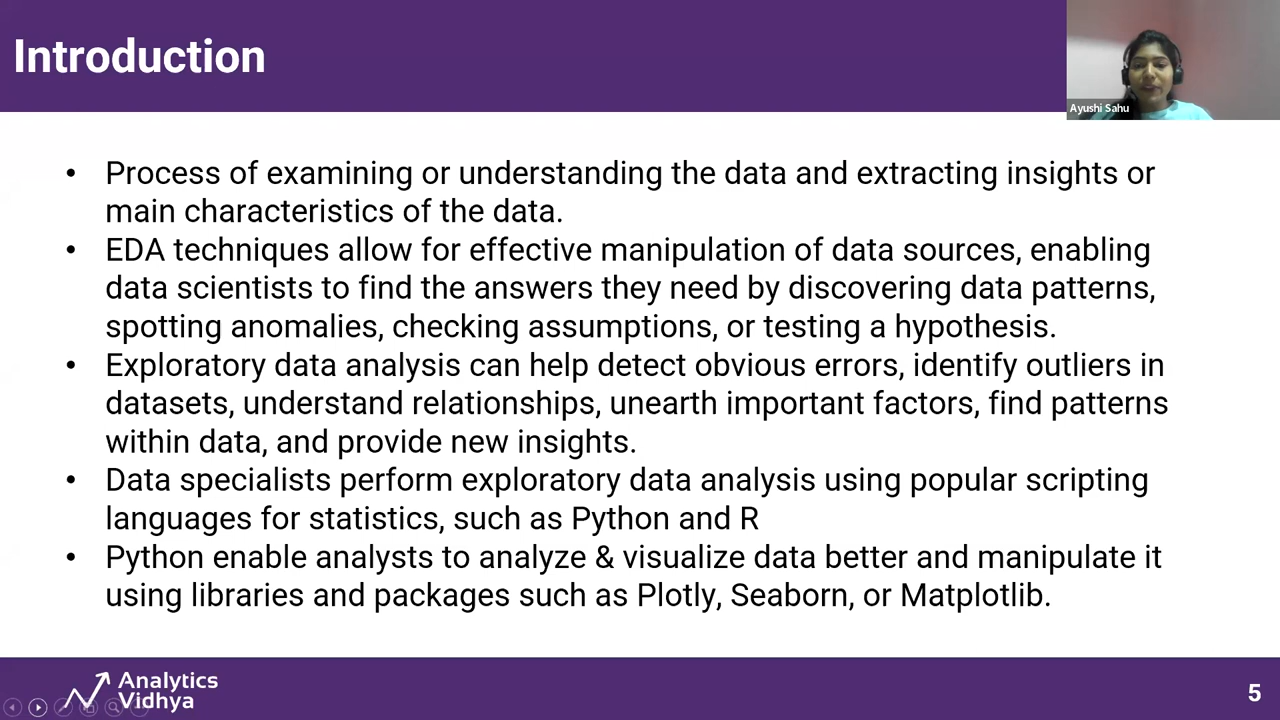 Introduction
Ayushi Sahu
• Process of examining or understanding the data and extracting insights or
main characteristics of the data.
• EDA techniques allow for effective manipulation of data sources, enabling
data scientists to find the answers they need by discovering data patterns,
spotting anomalies, checking assumptions, or testing a hypothesis.
• Exploratory data analysis can help detect obvious errors, identify outliers in
datasets, understand relationships, unearth important factors, find patterns
within data, and provide new insights.
• Data specialists perform exploratory data analysis using popular scripting
languages for statistics, such as Python and R
• Python enable analysts to analyze & visualize data better and manipulate it
using libraries and packages such as Plotly, Seaborn, or Matplotlib.
Analytics
Vidhya
5